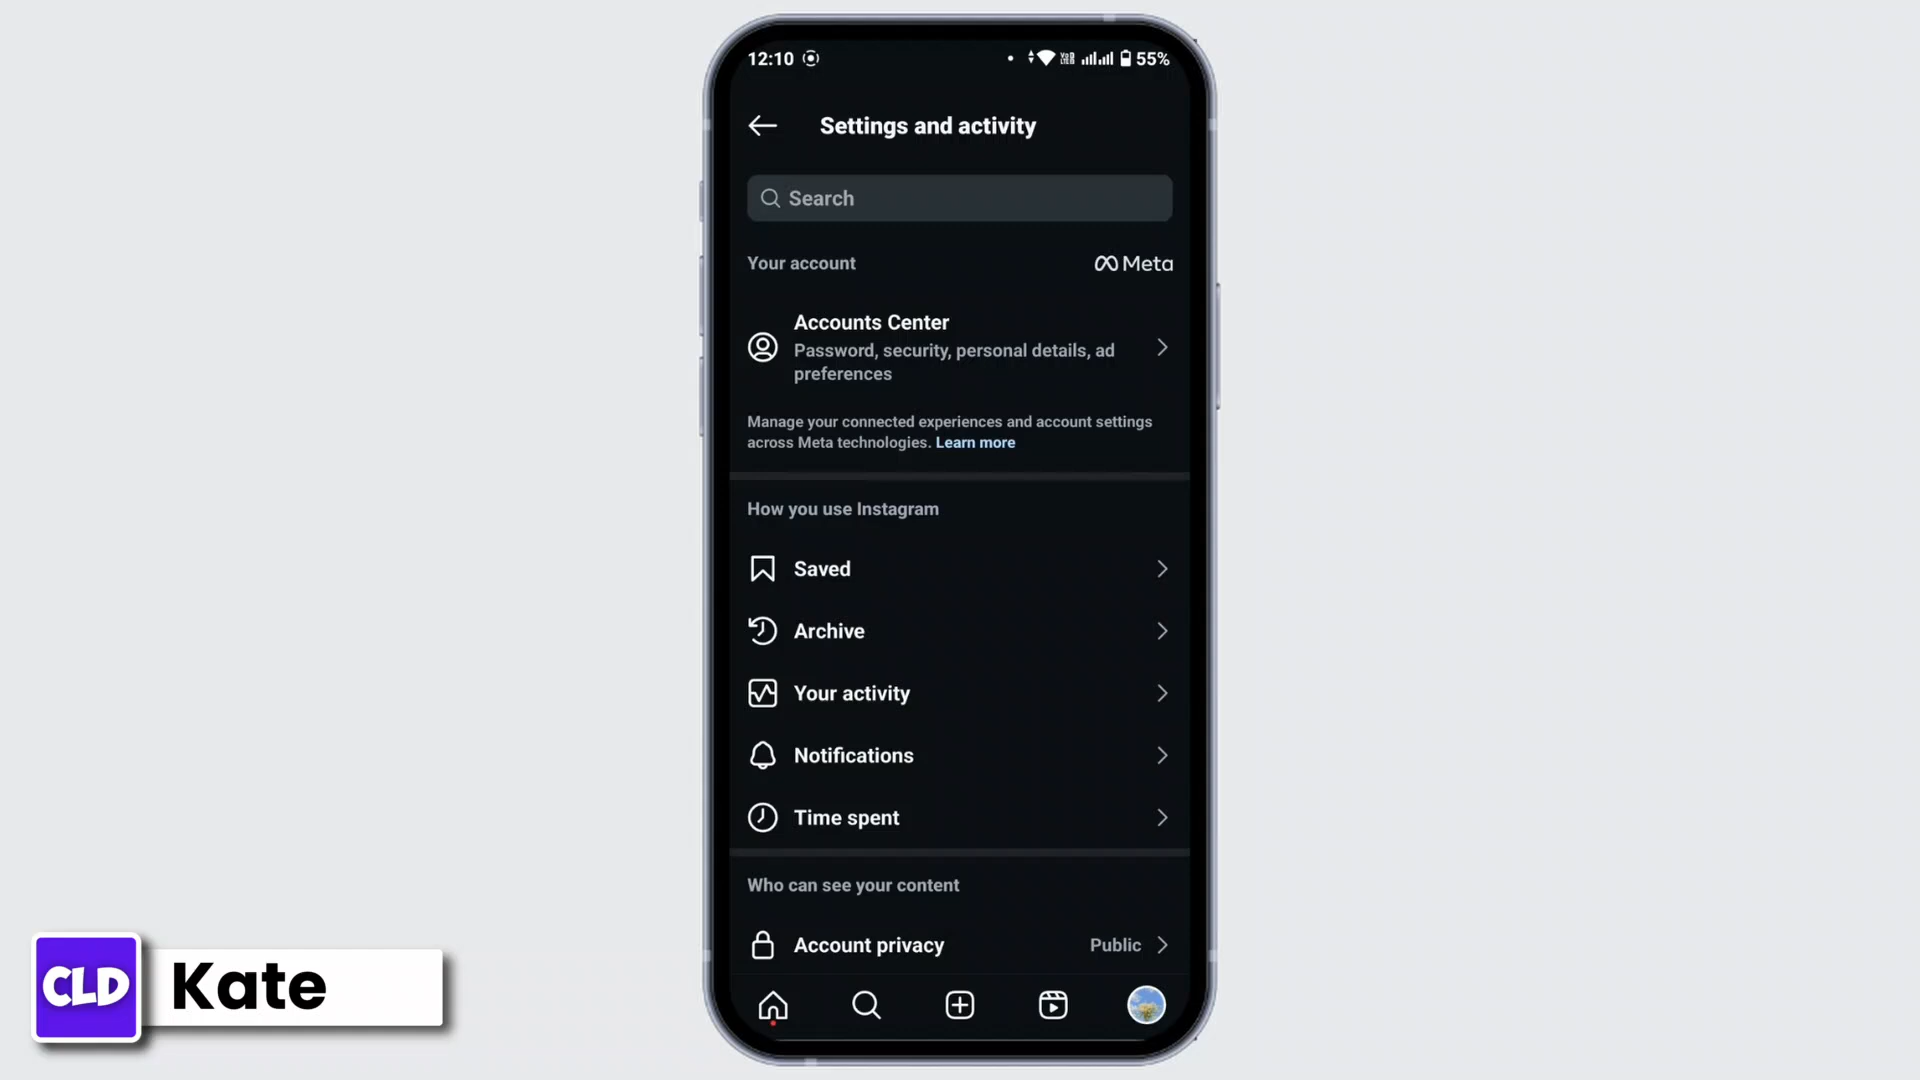 12:10
55%
Settings and activity
Search
Your account
Meta
Accounts Center
Password, security, personal details, ad
preferences
Manage your connected experiences and account settings
across Meta technologies. Learn more
How you use Instagram
Saved
Archive
Your activity
Notifications
Time spent
Who can see your content
Account privacy
Public
CLD
Kate